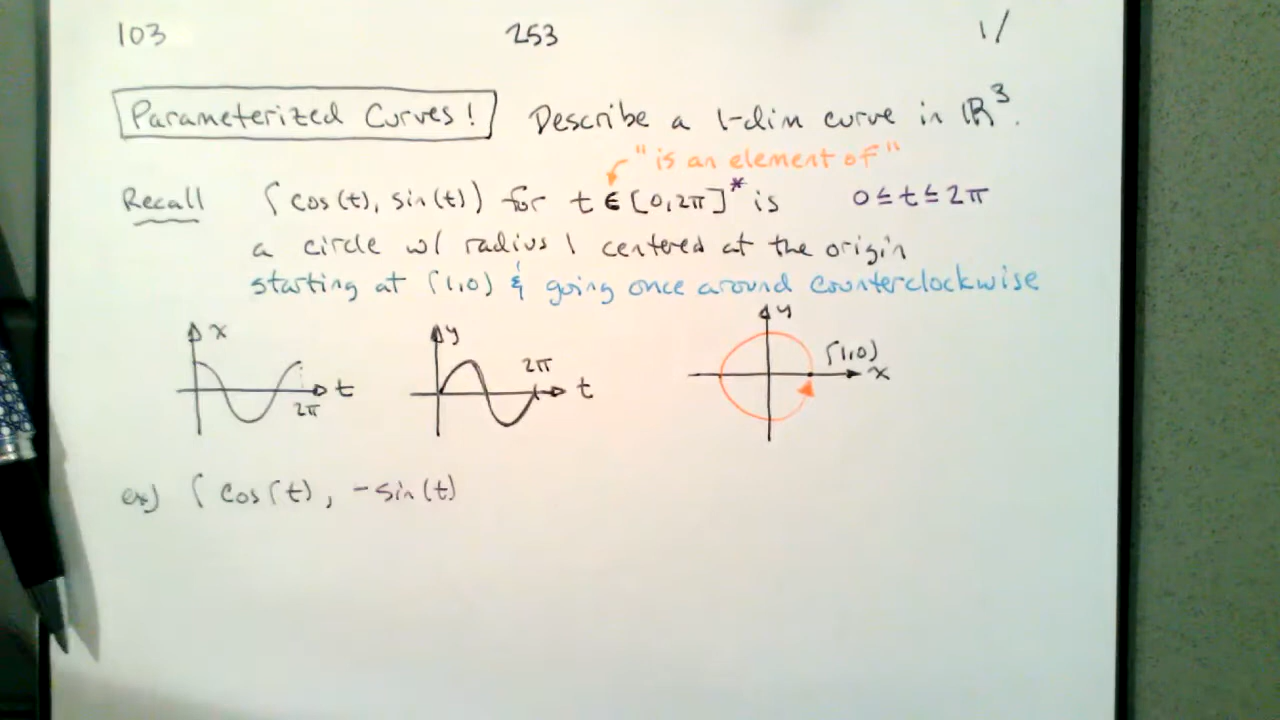 103 253 1/
Parameterized Curves! Describe a 1-dim curve in ℝ³.
"is an element of"
Recall (cos(t), sin(t)) for t ∈ [0,2π]* is 0 ≤ t ≤ 2π
a circle w/ radius 1 centered at the origin
starting at (1,0) & going once around counterclockwise
x t 2π
y 2π t
y (1,0) x
ex) (cos(t), -sin(t)